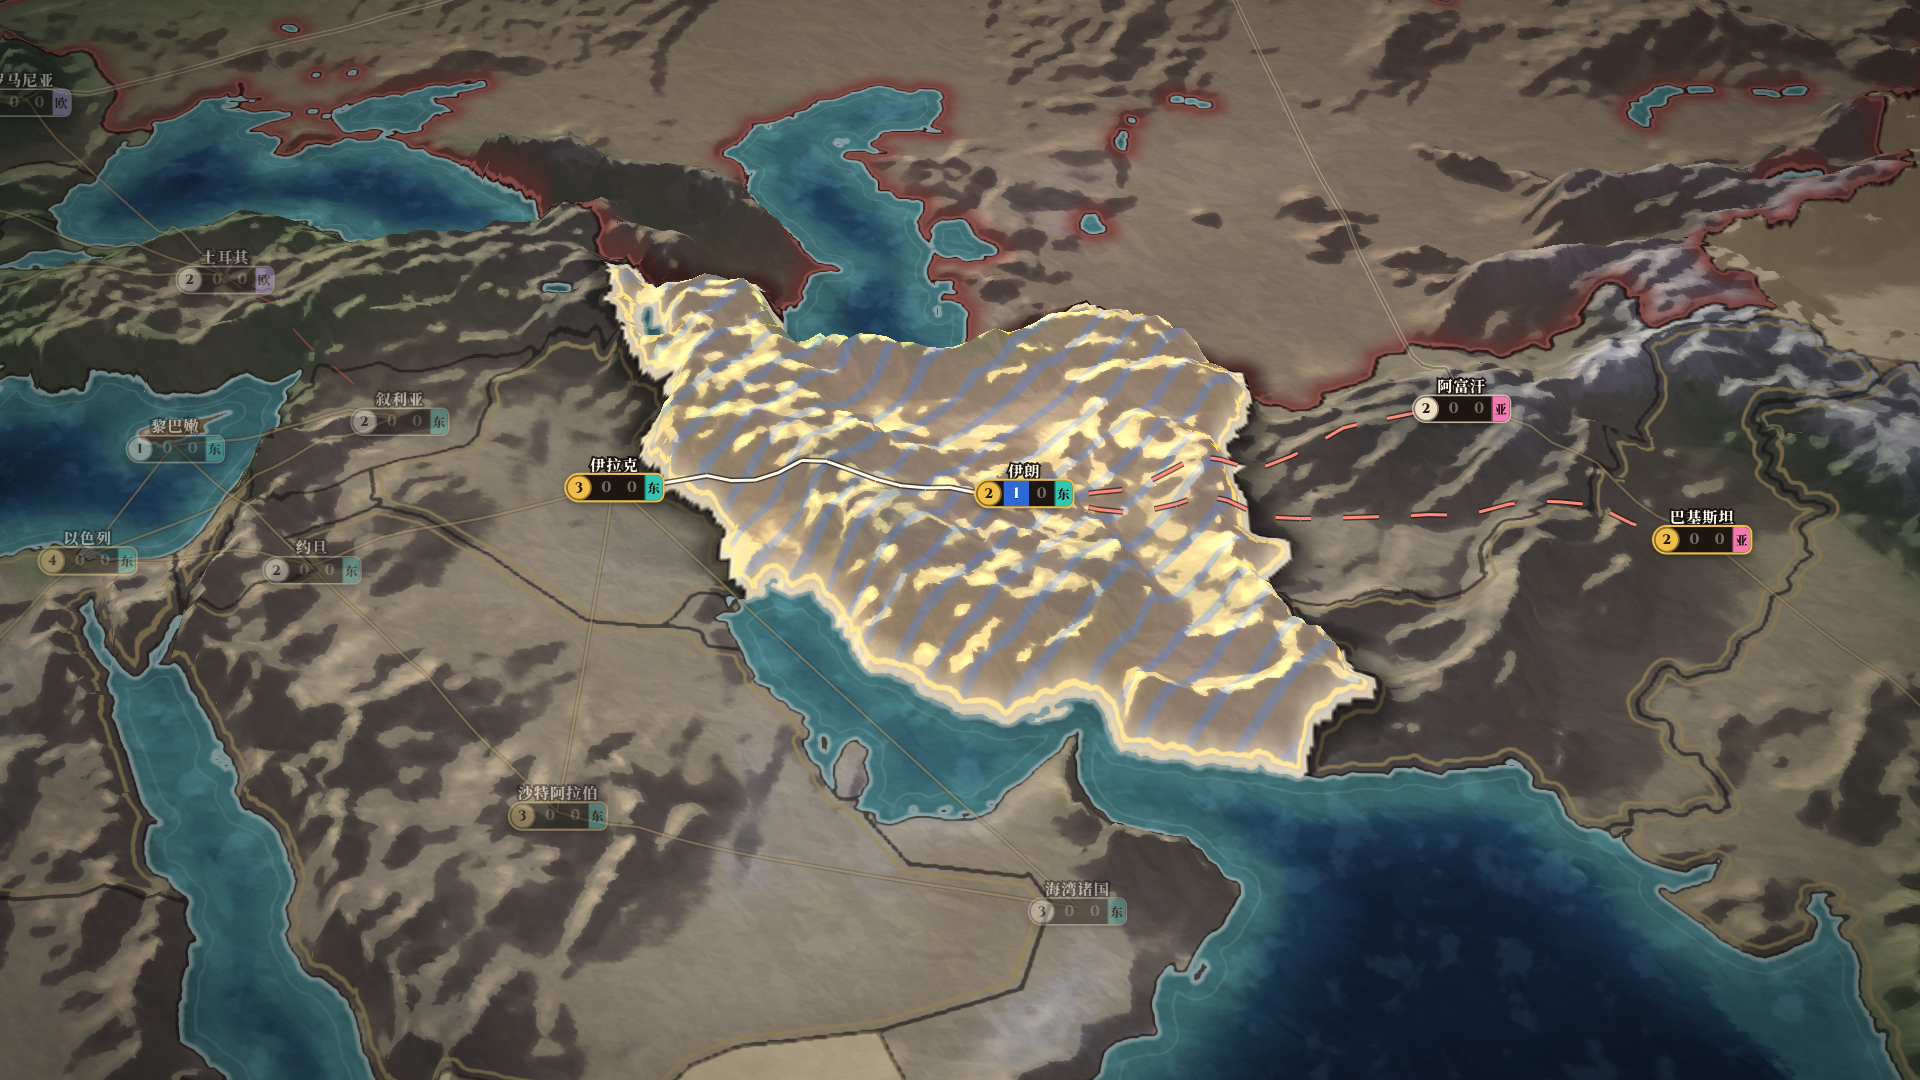 罗马尼亚
0 0 欧
土耳其
2 0 0 欧
叙利亚
2 0 0 东
黎巴嫩
1 0 0 东
伊拉克
3 0 0 东
伊朗
2 1 0 东
阿富汗
2 0 0 亚
巴基斯坦
2 0 0 亚
以色列
4 0 0 东
约旦
2 0 0 东
沙特阿拉伯
3 0 0 东
海湾诸国
3 0 0 东